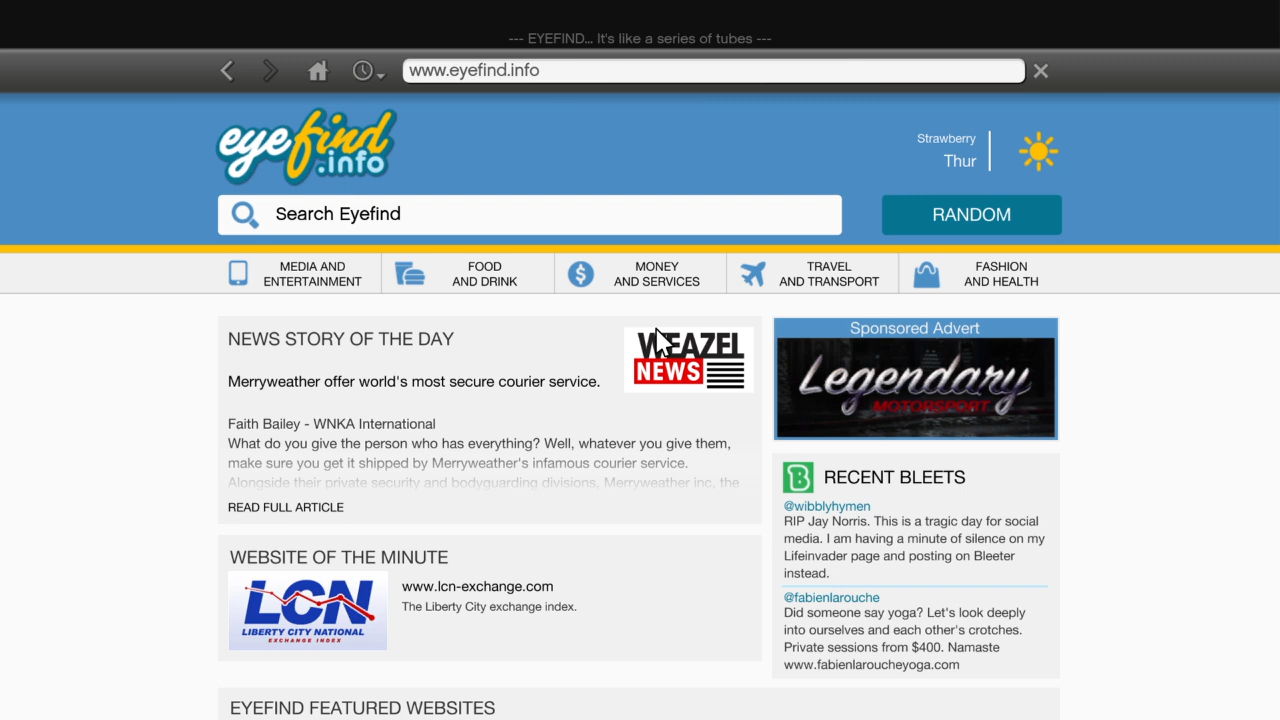 --- EYEFIND... It's like a series of tubes ---
www.eyefind.info
eyefind
.info
Strawberry
Thur
Search Eyefind
RANDOM
MEDIA AND
ENTERTAINMENT
FOOD
AND DRINK
MONEY
AND SERVICES
TRAVEL
AND TRANSPORT
FASHION
AND HEALTH
NEWS STORY OF THE DAY
WEAZEL
NEWS
Merryweather offer world's most secure courier service.
Faith Bailey - WNKA International
What do you give the person who has everything? Well, whatever you give them,
make sure you get it shipped by Merryweather's infamous courier service.
Alongside their private security and bodyguarding divisions, Merryweather inc, the
READ FULL ARTICLE
WEBSITE OF THE MINUTE
LCN
LIBERTY CITY NATIONAL
EXCHANGE INDEX
www.lcn-exchange.com
The Liberty City exchange index.
Sponsored Advert
Legendary
MOTORSPORT
B
RECENT BLEETS
@wibblyhymen
RIP Jay Norris. This is a tragic day for social
media. I am having a minute of silence on my
Lifeinvader page and posting on Bleeter
instead.
@fabienlarouche
Did someone say yoga? Let's look deeply
into ourselves and each other's crotches.
Private sessions from $400. Namaste
www.fabienlaroucheyoga.com
EYEFIND FEATURED WEBSITES